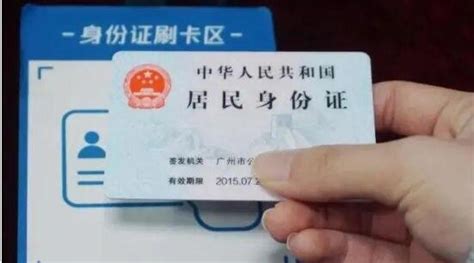 - 身份证刷卡区 -
中华人民共和国
居民身份证
签发机关 广州市公
有效期限 2015.07.2